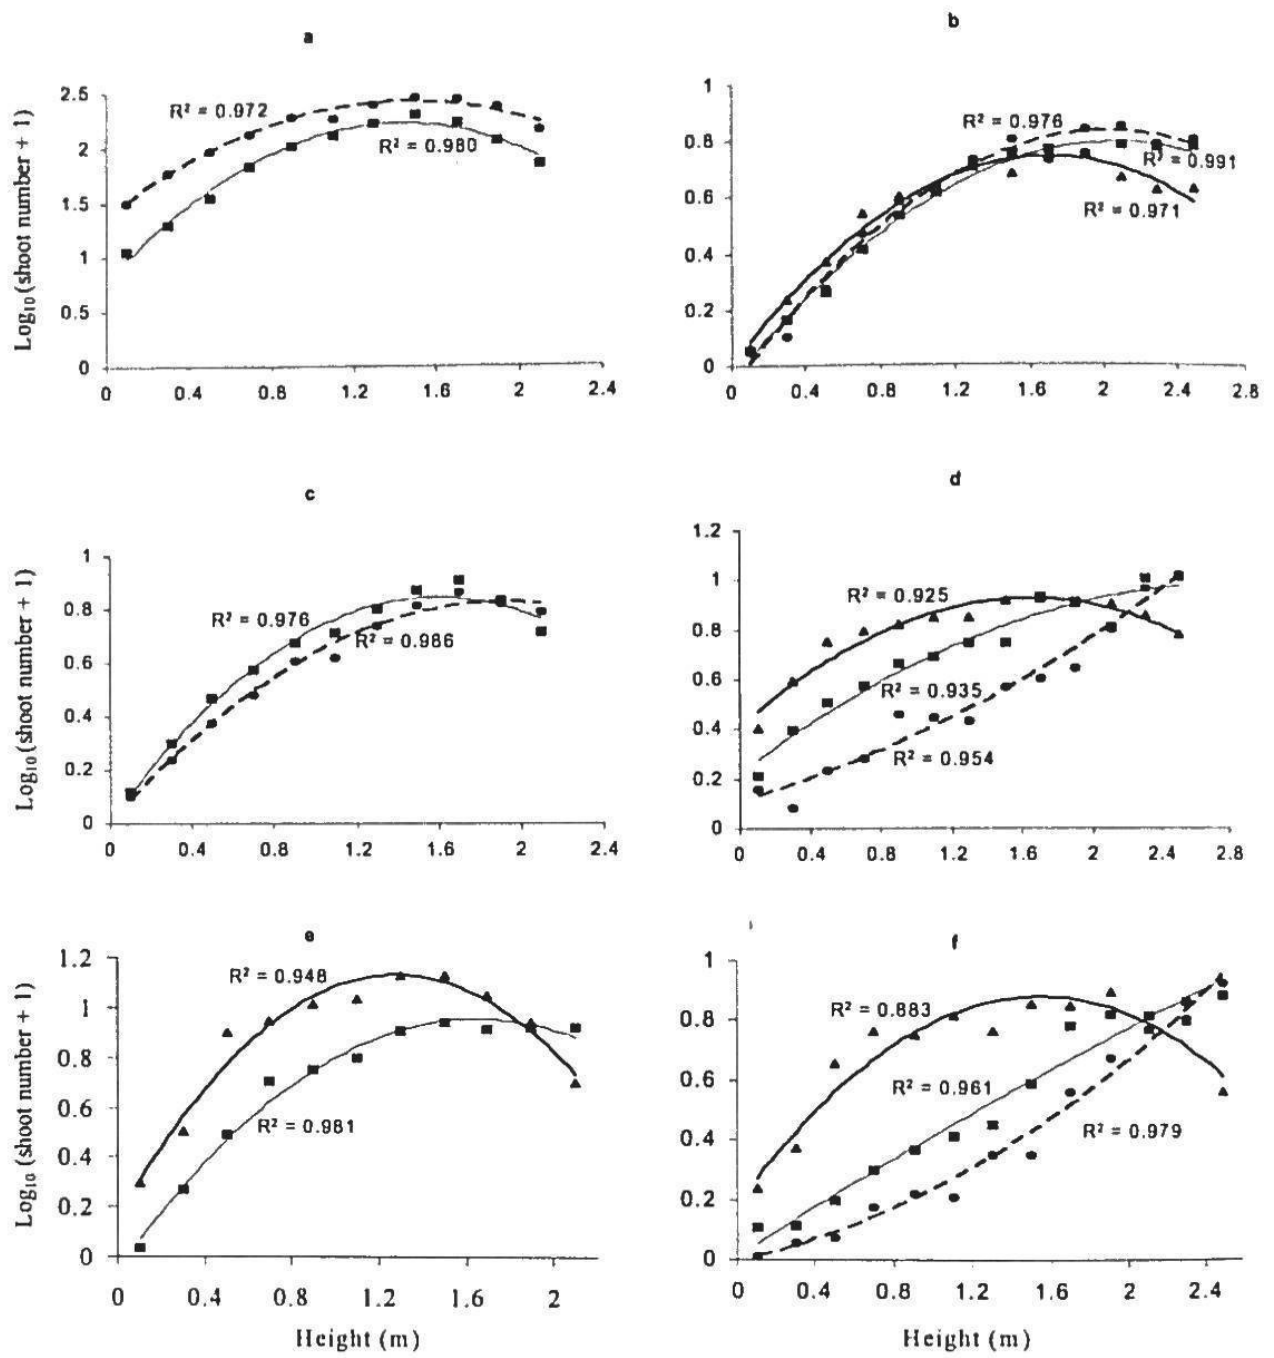 a
Log₁₀(shoot number + 1)
2.5
2
1.5
1
0.5
0
R² = 0.972
R² = 0.980
0 0.4 0.8 1.2 1.6 2 2.4
b
1
0.8
0.6
0.4
0.2
0
R² = 0.976
R² = 0.991
R² = 0.971
0 0.4 0.8 1.2 1.6 2 2.4 2.8
c
Log₁₀(shoot number + 1)
1
0.8
0.6
0.4
0.2
0
R² = 0.976
R² = 0.986
0 0.4 0.8 1.2 1.6 2 2.4
d
1.2
1
0.8
0.6
0.4
0.2
0
R² = 0.925
R² = 0.935
R² = 0.954
0 0.4 0.8 1.2 1.6 2 2.4 2.8
e
Log₁₀(shoot number + 1)
1.2
1
0.8
0.6
0.4
0.2
0
R² = 0.948
R² = 0.981
0 0.4 0.8 1.2 1.6 2
Height (m)
f
1
0.8
0.6
0.4
0.2
0
R² = 0.883
R² = 0.961
R² = 0.979
0 0.4 0.8 1.2 1.6 2 2.4
Height (m)